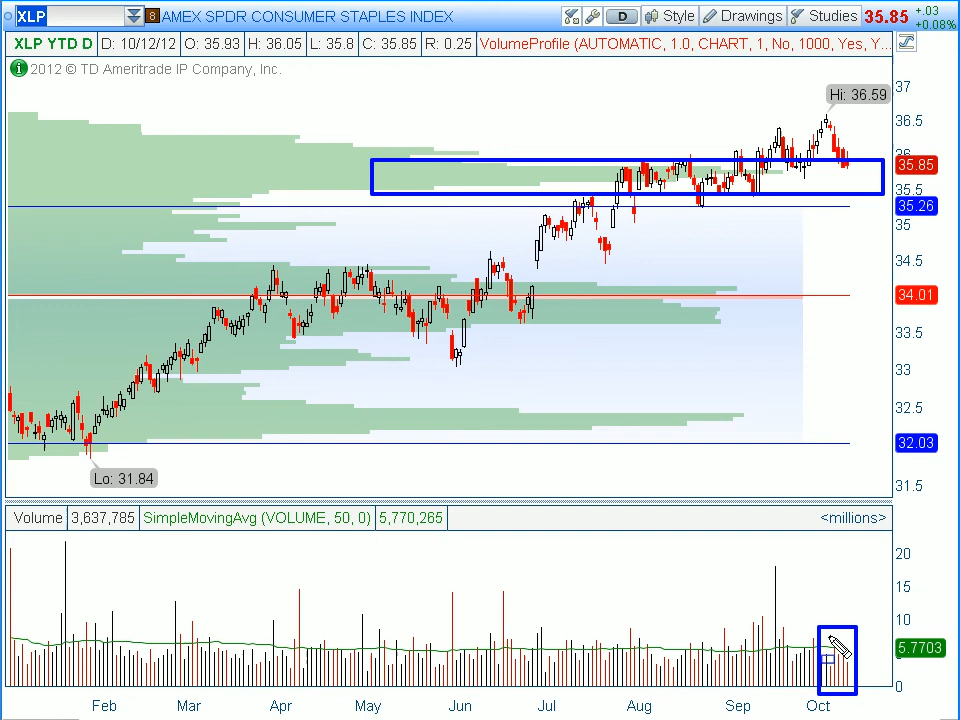 XLP 8 AMEX SPDR CONSUMER STAPLES INDEX D Style Drawings Studies 35.85 +.03 +0.08%
XLP YTD D D: 10/12/12 O: 35.93 H: 36.05 L: 35.8 C: 35.85 R: 0.25 VolumeProfile (AUTOMATIC, 1.0, CHART, 1, No, 1000, Yes, Y...
i 2012 © TD Ameritrade IP Company, Inc.
37
Hi: 36.59
36.5
36
35.85
35.5
35.26
35
34.5
34.01
33.5
33
32.5
32.03
Lo: 31.84
31.5
Volume 3,637,785 SimpleMovingAvg (VOLUME, 50, 0) 5,770,265 <millions>
20
15
10
5.7703
0
Feb Mar Apr May Jun Jul Aug Sep Oct